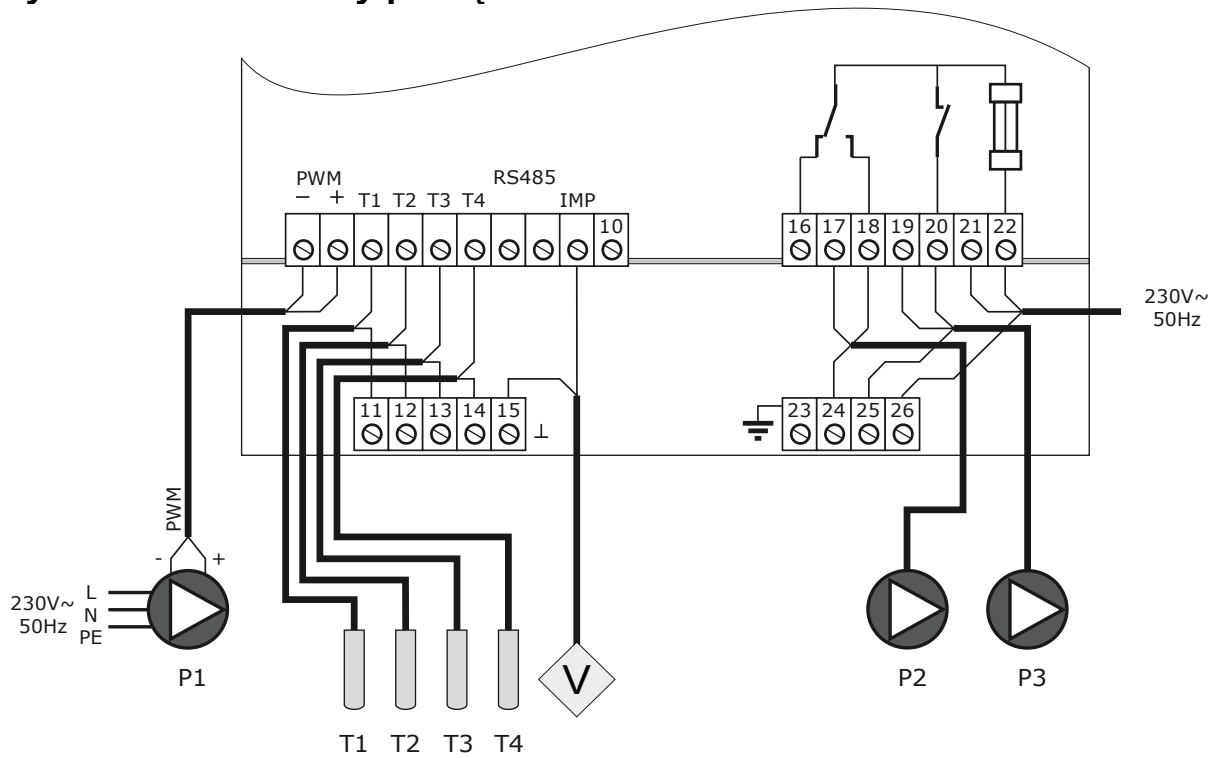 PWM
− +
T1 T2 T3 T4
RS485
IMP
10
16 17 18 19 20 21 22
230V~
50Hz
11 12 13 14 15
⊥
23 24 25 26
PWM
- +
230V~
50Hz
L
N
PE
P1
V
P2
P3
T1 T2 T3 T4